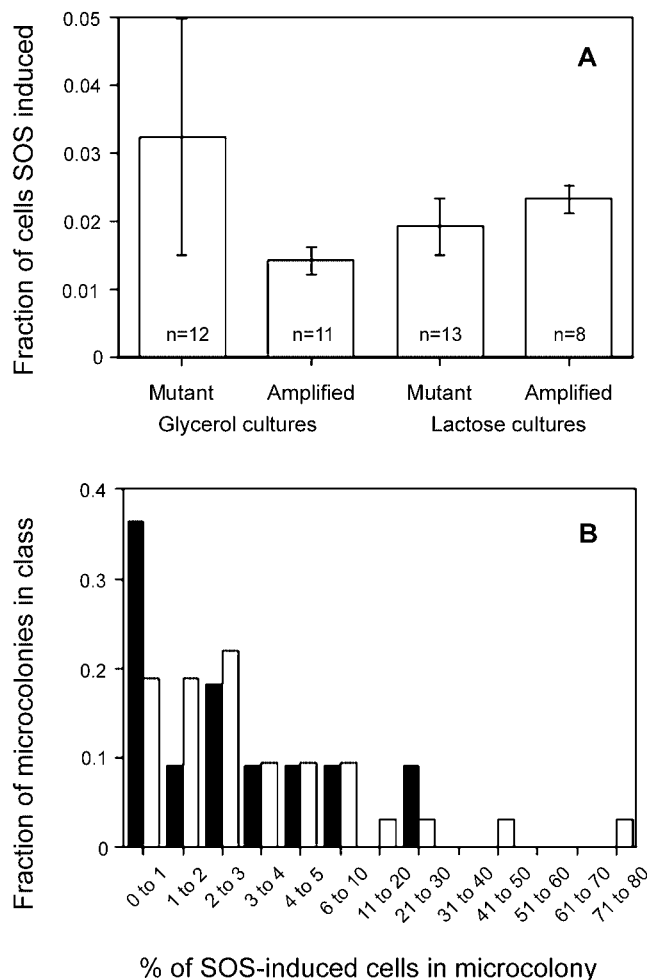 A
Fraction of cells SOS induced
0.05
0.04
0.03
0.02
0.01
0
n=12
n=11
n=13
n=8
Mutant
Amplified
Mutant
Amplified
Glycerol cultures
Lactose cultures
B
Fraction of microcolonies in class
0.4
0.3
0.2
0.1
0
0 to 1
1 to 2
2 to 3
3 to 4
4 to 5
6 to 10
11 to 20
21 to 30
31 to 40
41 to 50
51 to 60
61 to 70
71 to 80
% of SOS-induced cells in microcolony